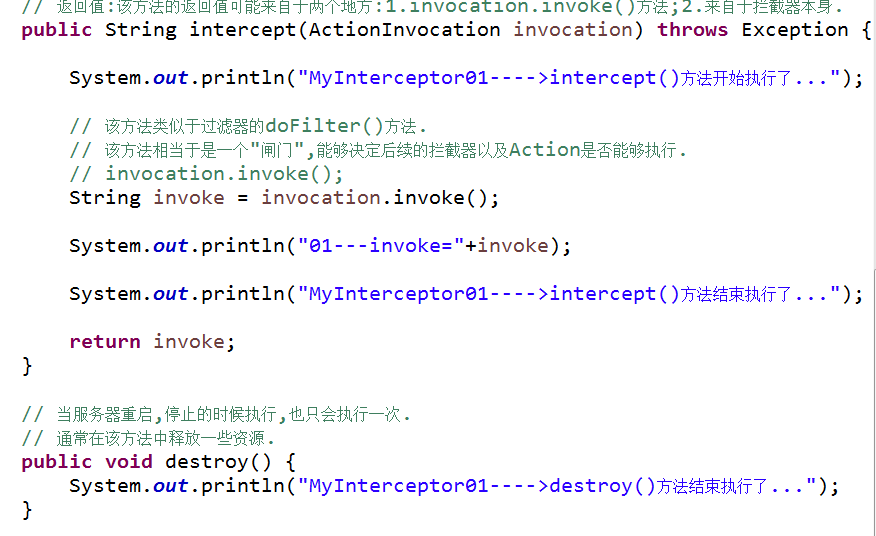 // 返回值:该方法的返回值可能来自于两个地方:1.invocation.invoke()方法;2.来自于拦截器本身.
public String intercept(ActionInvocation invocation) throws Exception {
System.out.println("MyInterceptor01---->intercept()方法开始执行了...");
// 该方法类似于过滤器的doFilter()方法.
// 该方法相当于是一个"闸门",能够决定后续的拦截器以及Action是否能够执行.
// invocation.invoke();
String invoke = invocation.invoke();
System.out.println("01---invoke="+invoke);
System.out.println("MyInterceptor01---->intercept()方法结束执行了...");
return invoke;
}
// 当服务器重启,停止的时候执行,也只会执行一次.
// 通常在该方法中释放一些资源.
public void destroy() {
System.out.println("MyInterceptor01---->destroy()方法结束执行了...");
}